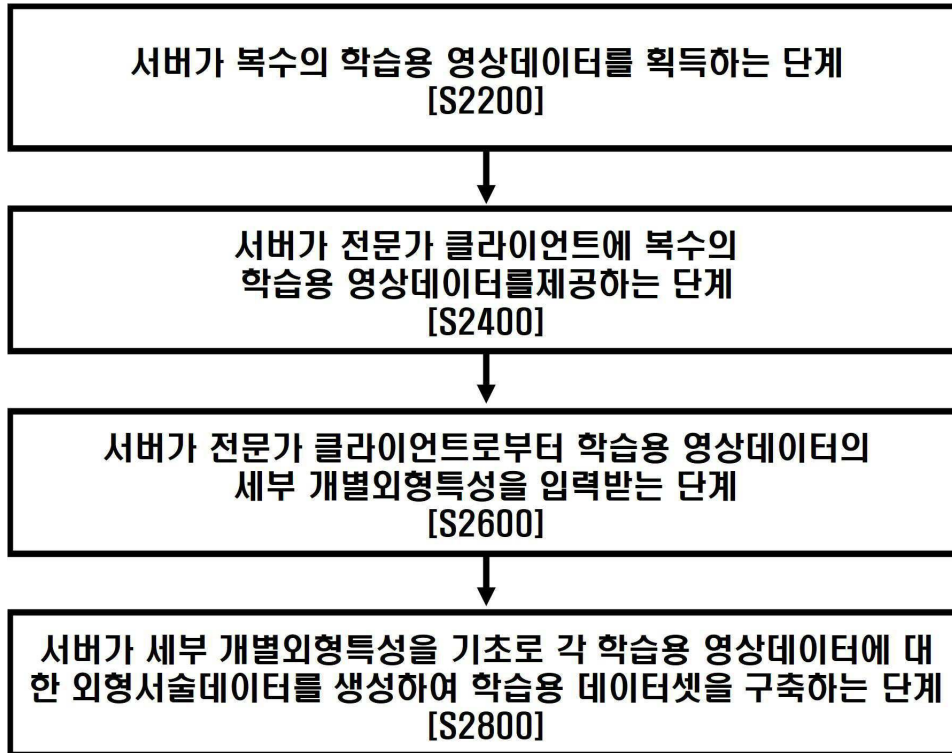 서버가 복수의 학습용 영상데이터를 획득하는 단계
[S2200]
서버가 전문가 클라이언트에 복수의
학습용 영상데이터를제공하는 단계
[S2400]
서버가 전문가 클라이언트로부터 학습용 영상데이터의
세부 개별외형특성을 입력받는 단계
[S2600]
서버가 세부 개별외형특성을 기초로 각 학습용 영상데이터에 대
한 외형서술데이터를 생성하여 학습용 데이터셋을 구축하는 단계
[S2800]